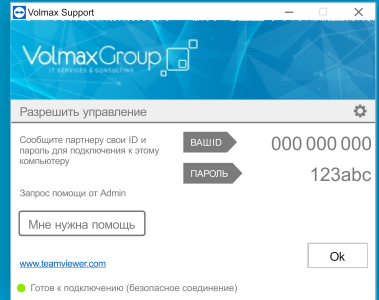 Volmax Support
VolmaxGroup
IT SERVICES & CONSULTING
Разрешить управление
Сообщите партнеру свои ID и
пароль для подключения к этому
компьютеру
ВАШ ID 000 000 000
ПАРОЛЬ 123abc
Запрос помощи от Admin
Мне нужна помощь
Ok
www.teamviewer.com
Готов к подключению (безопасное соединение)